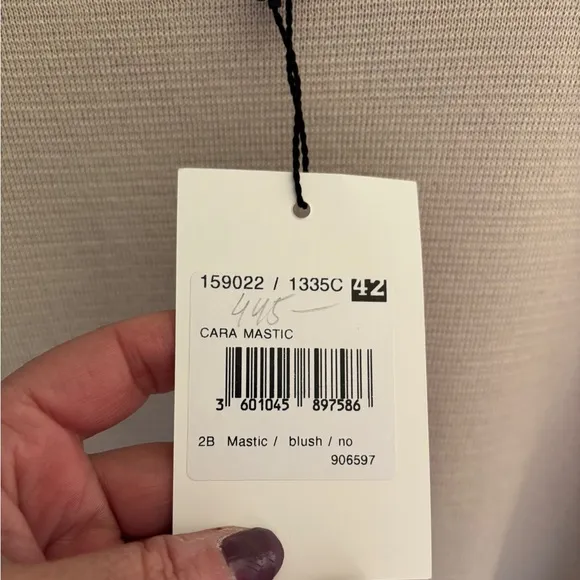 159022 / 1335C 42
445 —
CARA MASTIC
3 601045 897586
2B Mastic / blush / no
906597